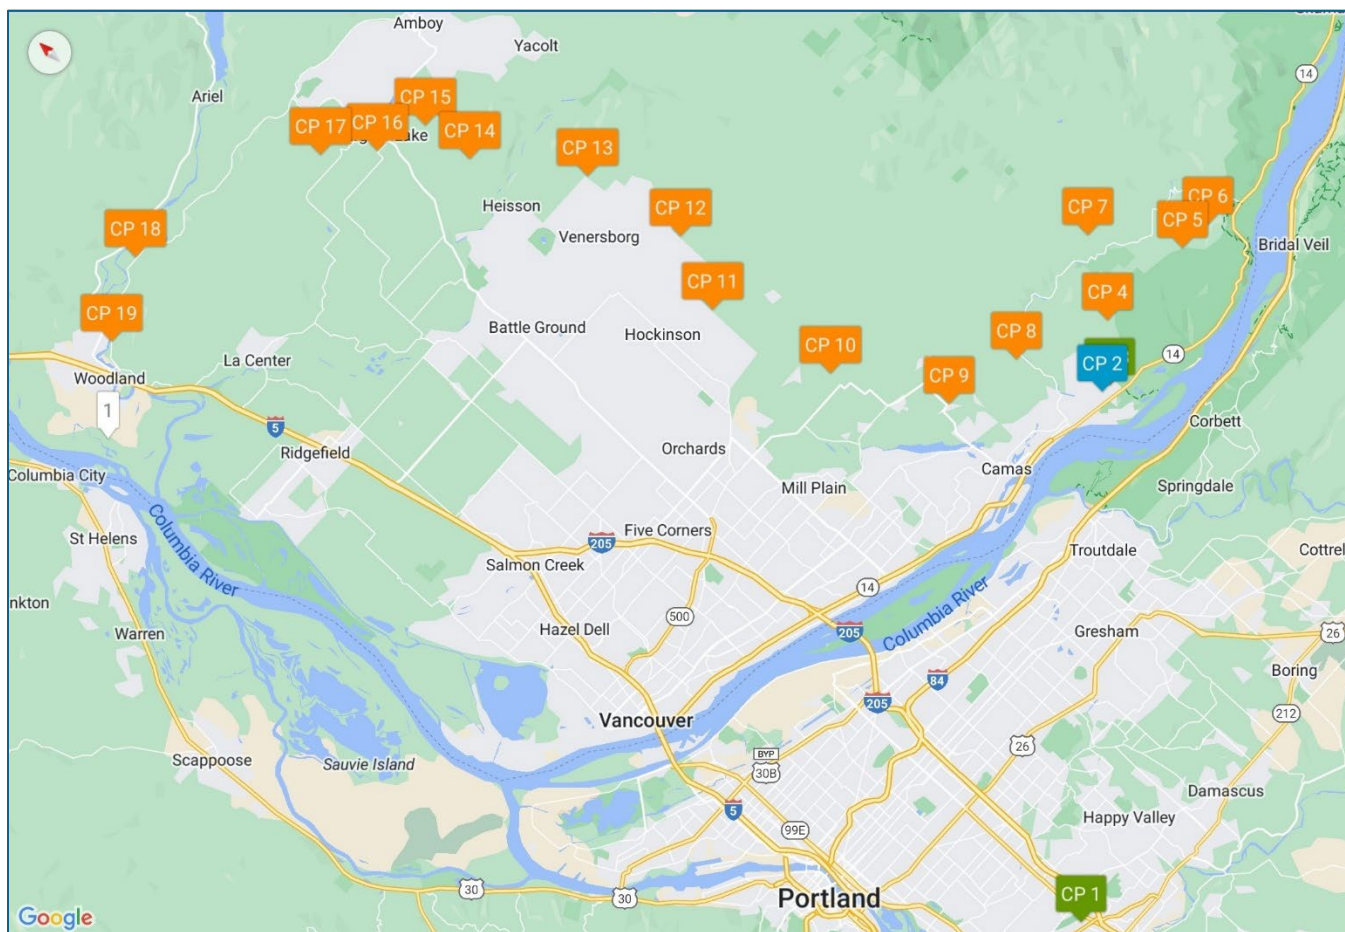 Amboy
Yacolt
Ariel
CP 15
CP 16
CP 17
Lake
CP 14
CP 13
CP 12
CP 7
CP 6
CP 5
Heisson
Venersborg
CP 18
Bridal Veil
14
CP 11
CP 4
CP 19
Battle Ground
Hockinson
CP 8
CP 10
La Center
14
CP 2
CP 9
Woodland
1
5
Ridgefield
Corbett
Orchards
Camas
Columbia City
Mill Plain
Springdale
St Helens
Columbia River
Five Corners
205
Salmon Creek
Troutdale
Cottrel
14
Columbia River
nkton
Warren
500
Hazel Dell
205
Gresham
26
Boring
84
205
212
Vancouver
26
Scappoose
Sauvie Island
BYP
30B
Damascus
5
99E
Happy Valley
30
30
Portland
CP 1
Google